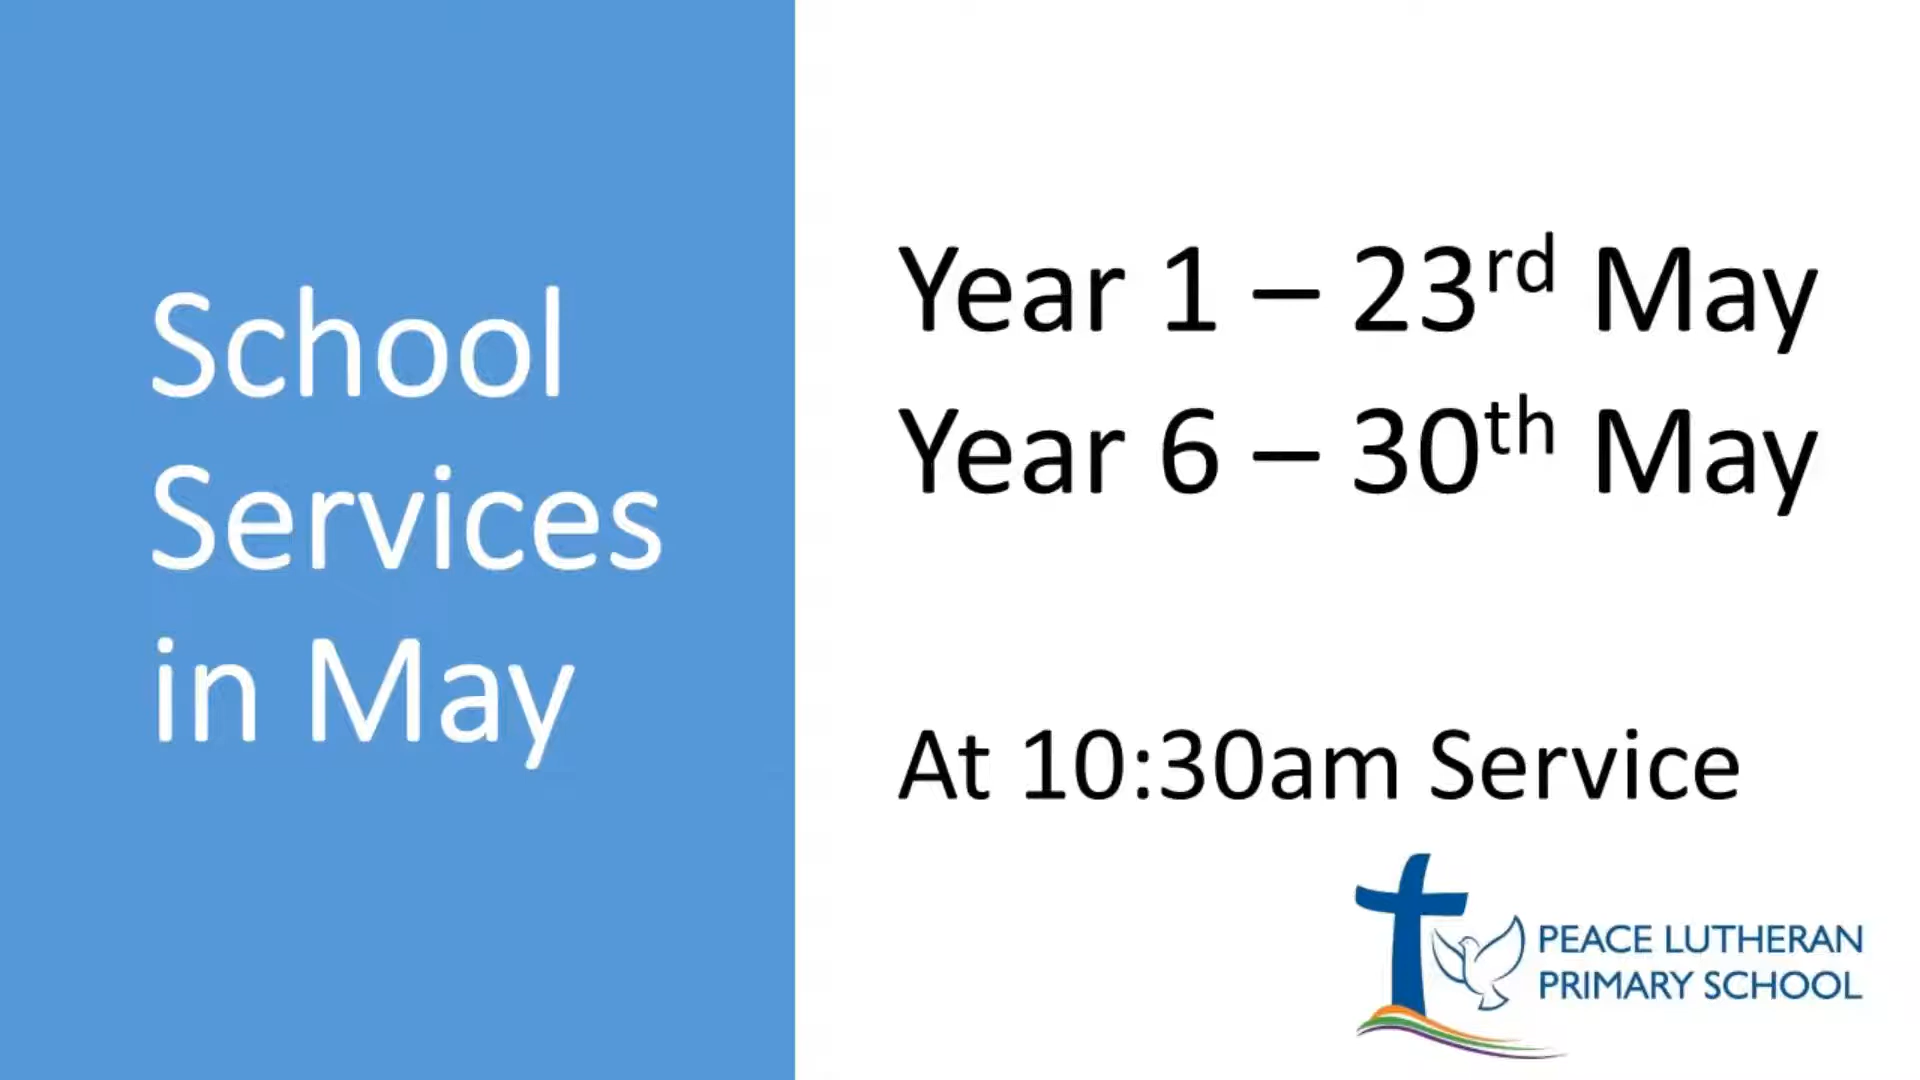 School
Services
in May
Year 1 – 23rd May
Year 6 – 30th May
At 10:30am Service
PEACE LUTHERAN
PRIMARY SCHOOL